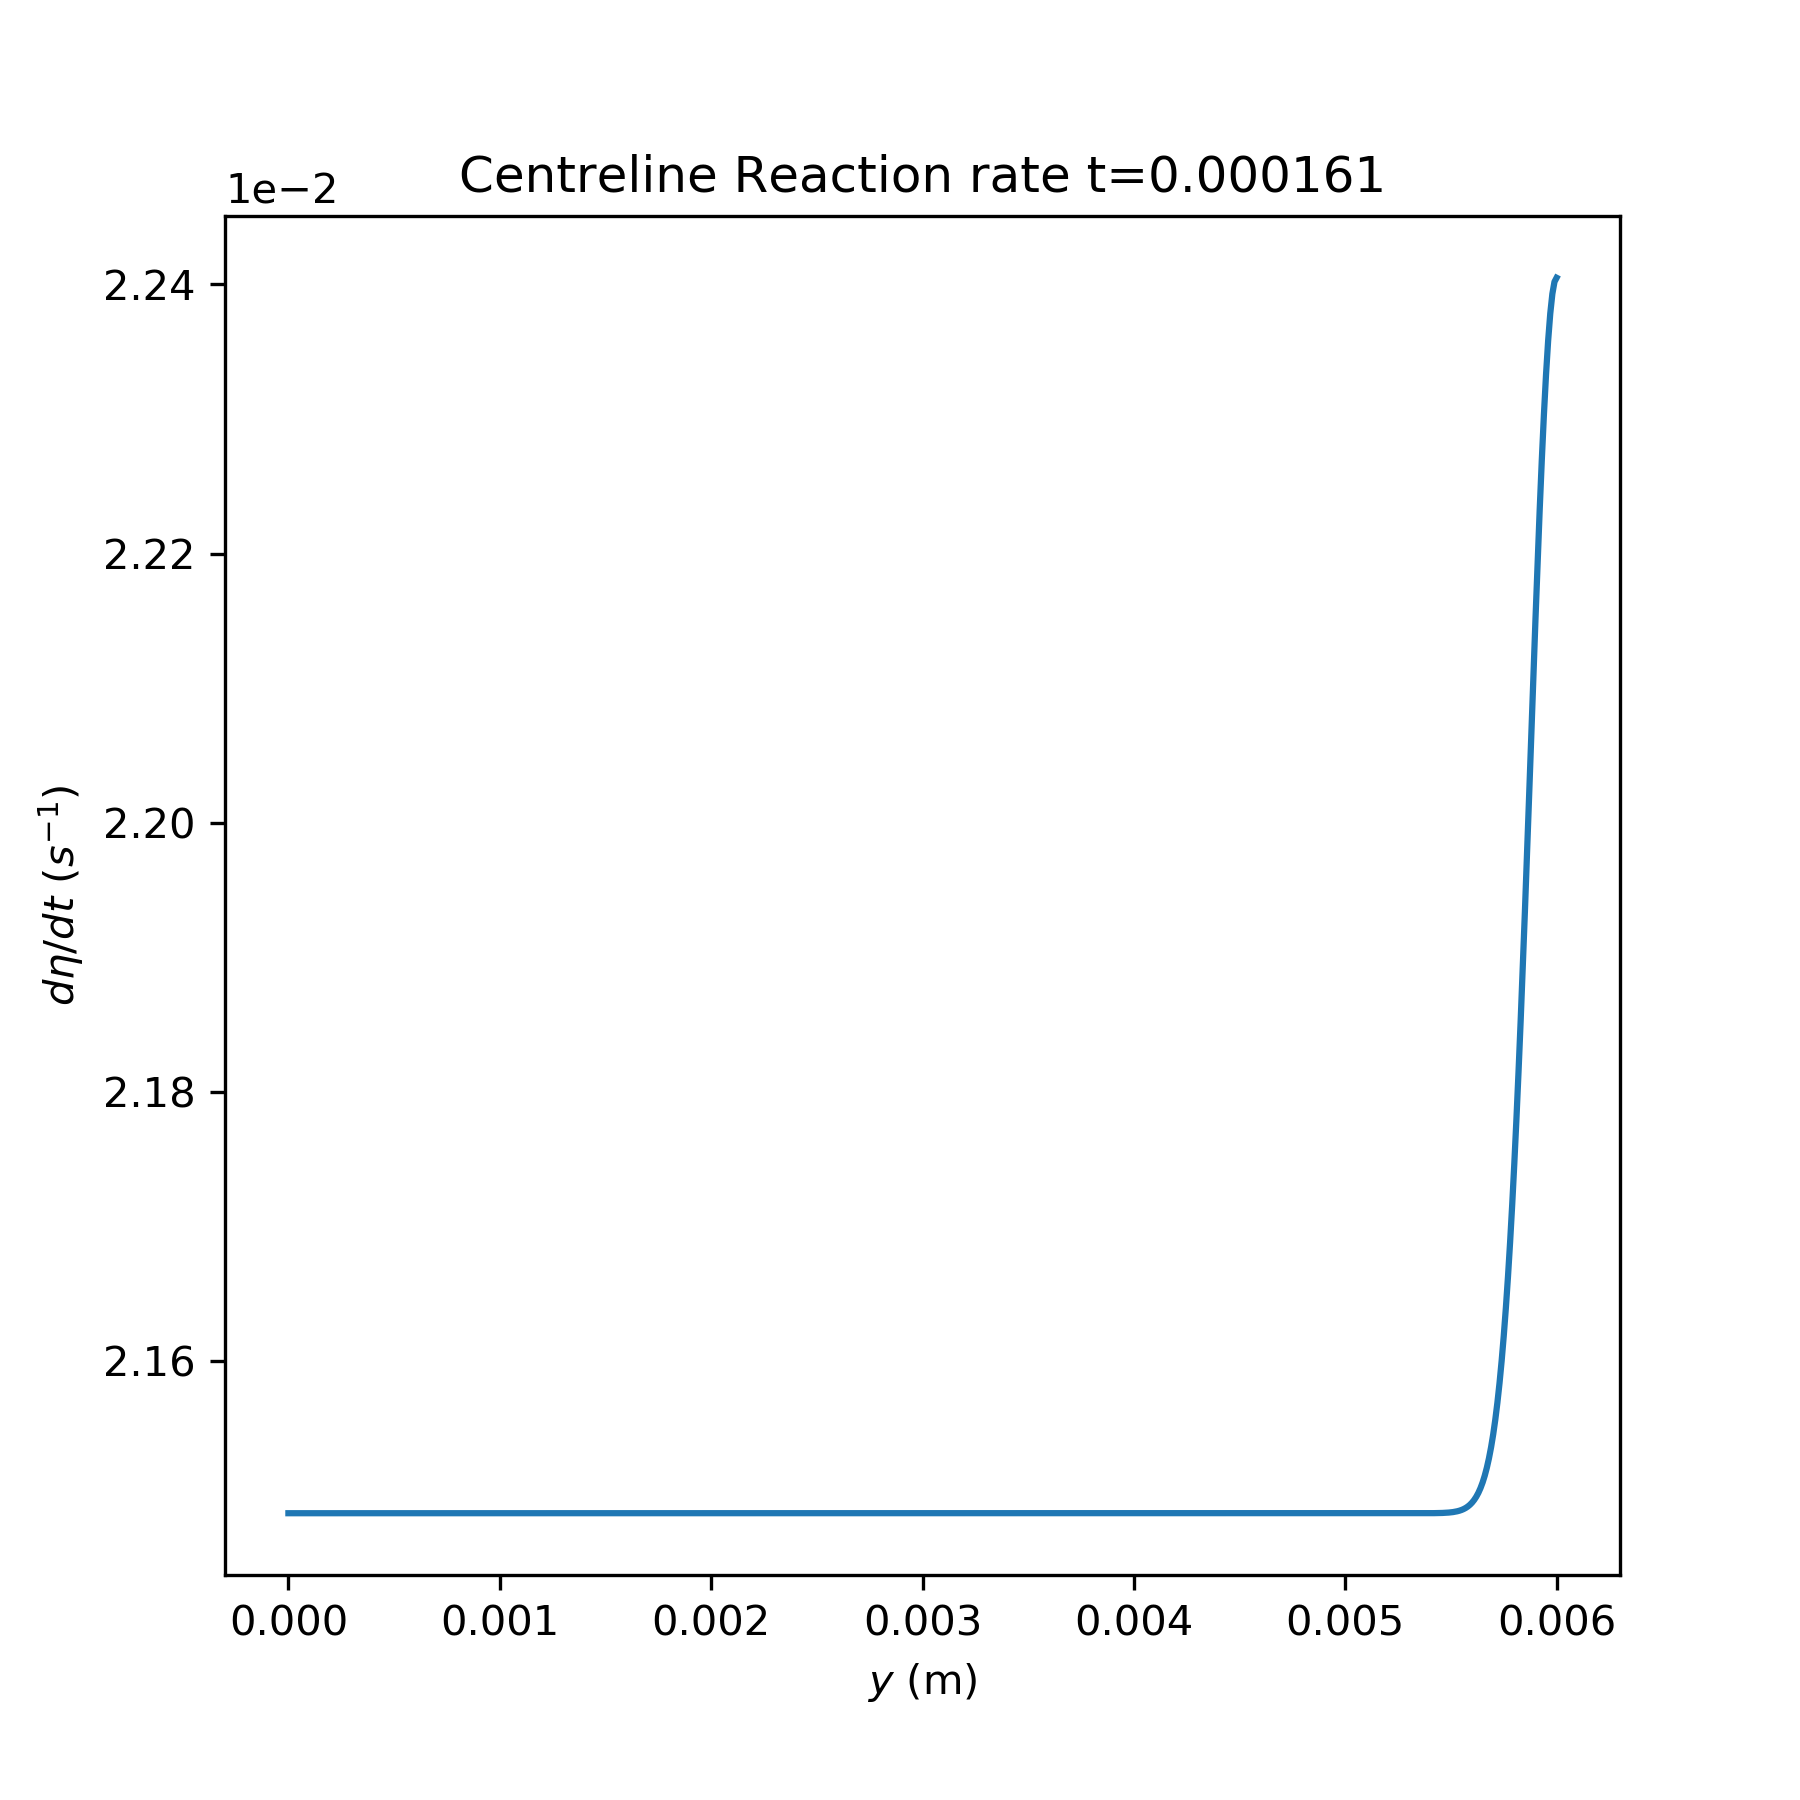 Centreline Reaction rate t=0.000161
1e−2
2.24
2.22
2.20
2.18
2.16
dη/dt (s⁻¹)
0.000 0.001 0.002 0.003 0.004 0.005 0.006
y (m)